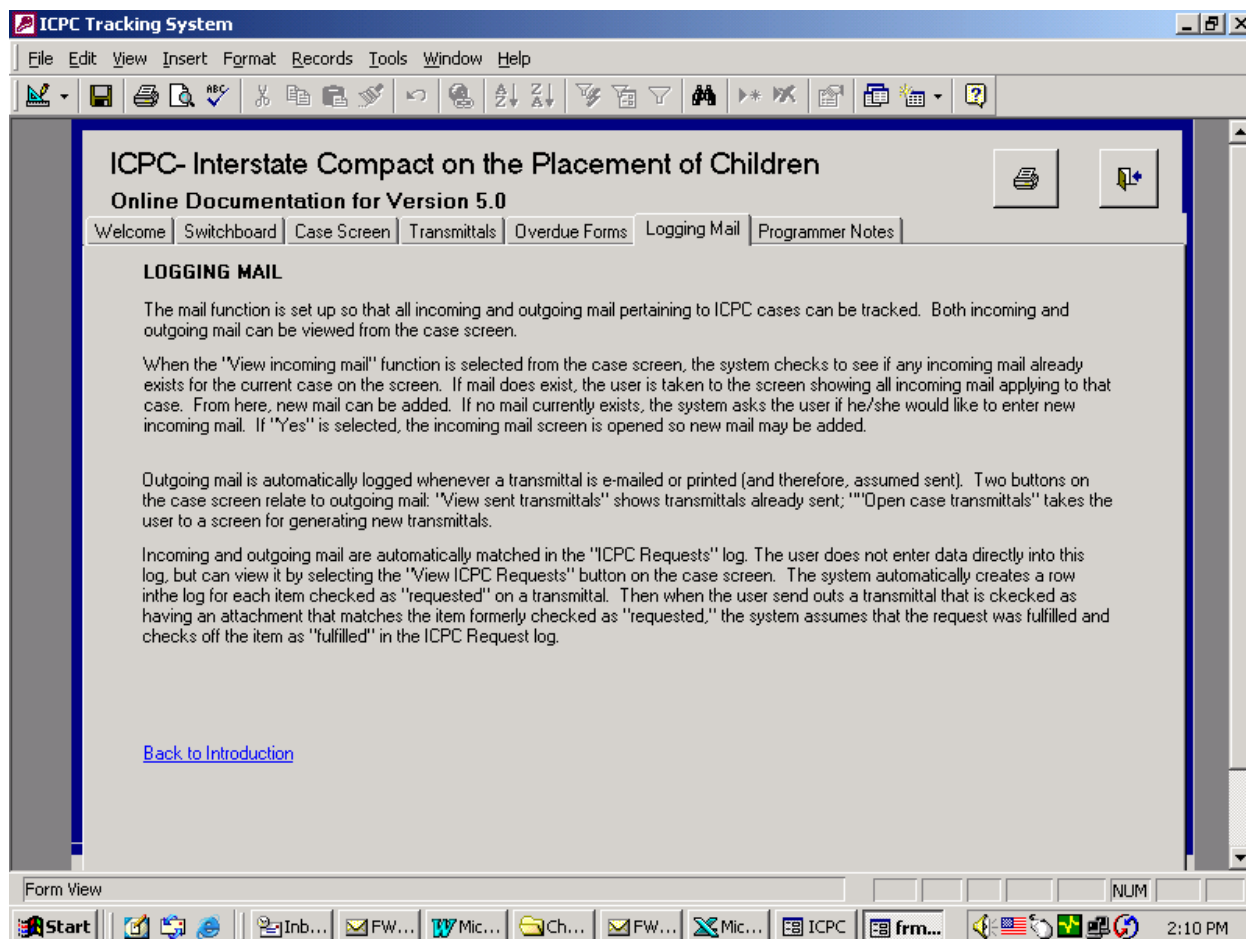 ICPC Tracking System
File Edit View Insert Format Records Tools Window Help
ABC
ICPC- Interstate Compact on the Placement of Children
Online Documentation for Version 5.0
Welcome Switchboard Case Screen Transmittals Overdue Forms Logging Mail Programmer Notes
LOGGING MAIL
The mail function is set up so that all incoming and outgoing mail pertaining to ICPC cases can be tracked. Both incoming and
outgoing mail can be viewed from the case screen.
When the "View incoming mail" function is selected from the case screen, the system checks to see if any incoming mail already
exists for the current case on the screen. If mail does exist, the user is taken to the screen showing all incoming mail applying to that
case. From here, new mail can be added. If no mail currently exists, the system asks the user if he/she would like to enter new
incoming mail. If "Yes" is selected, the incoming mail screen is opened so new mail may be added.
Outgoing mail is automatically logged whenever a transmittal is e-mailed or printed (and therefore, assumed sent). Two buttons on
the case screen relate to outgoing mail: "View sent transmittals" shows transmittals already sent; ""Open case transmittals" takes the
user to a screen for generating new transmittals.
Incoming and outgoing mail are automatically matched in the "ICPC Requests" log. The user does not enter data directly into this
log, but can view it by selecting the "View ICPC Requests" button on the case screen. The system automatically creates a row
inthe log for each item checked as "requested" on a transmittal. Then when the user send outs a transmittal that is ckecked as
having an attachment that matches the item formerly checked as "requested," the system assumes that the request was fulfilled and
checks off the item as "fulfilled" in the ICPC Request log.
Back to Introduction
Form View NUM
Start Inb... FW... Mic... Ch... FW... Mic... ICPC frm... 2:10 PM